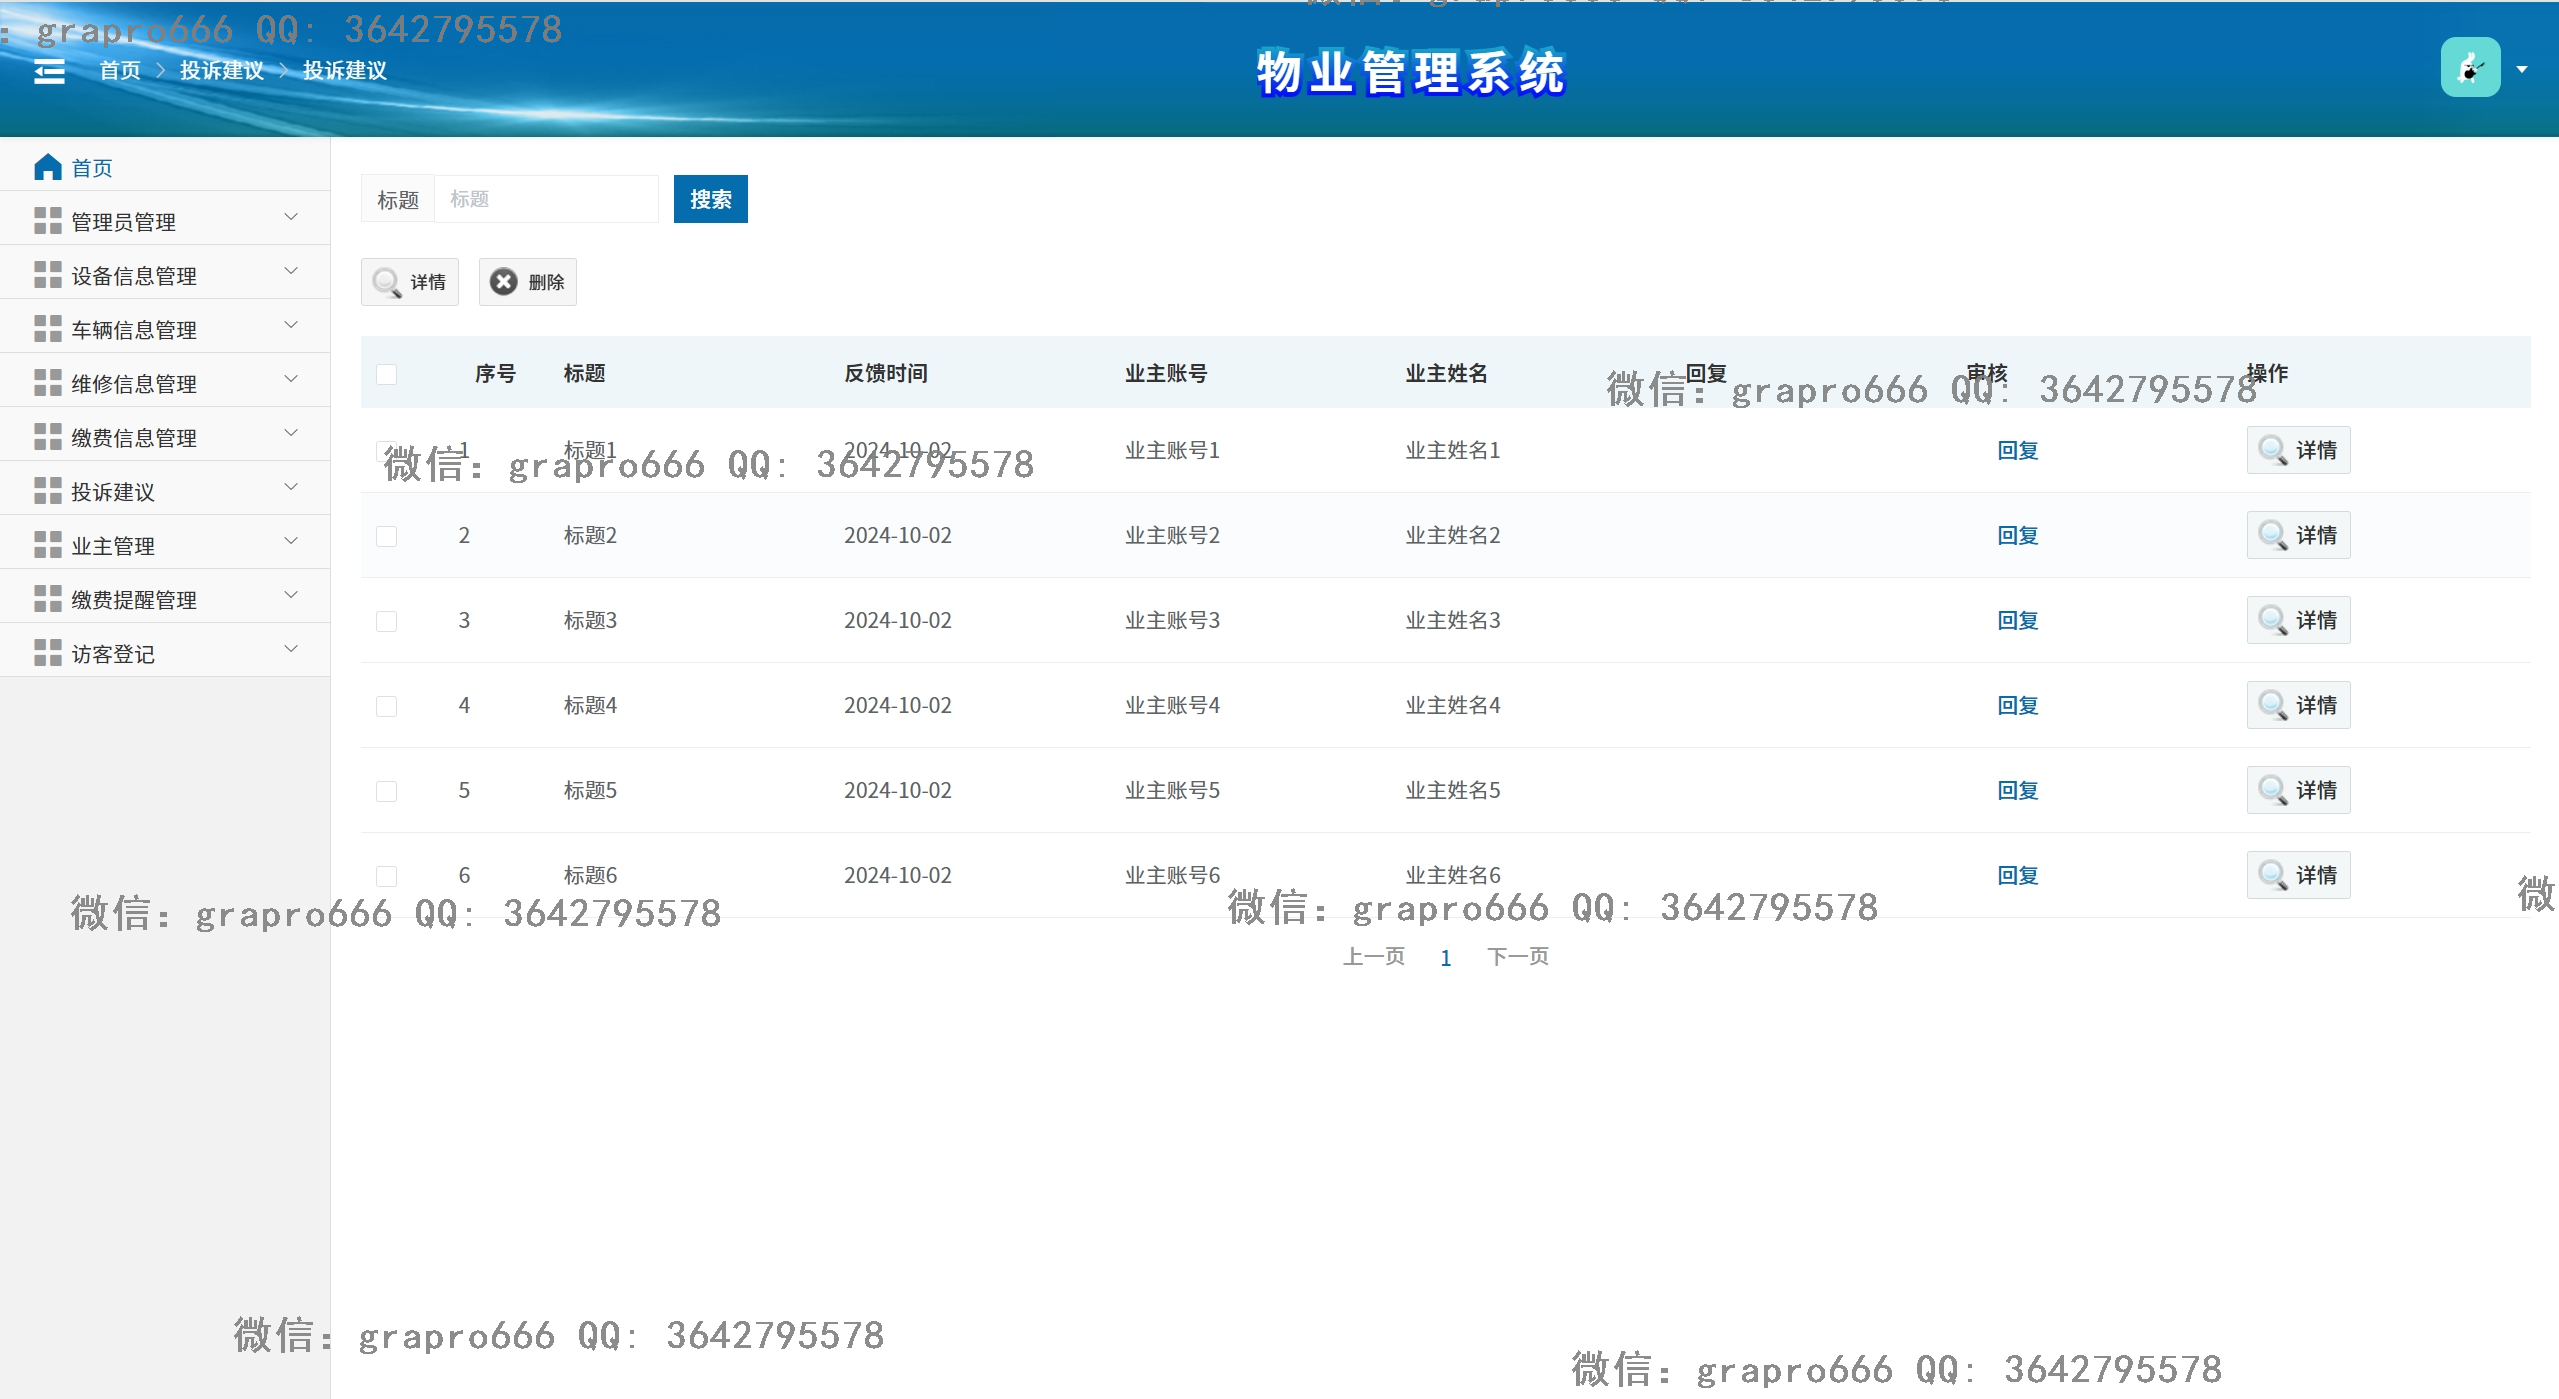 微信: grapro666 QQ: 3642795578
: grapro666 QQ: 3642795578
首页 > 投诉建议 > 投诉建议
物业管理系统
首页
管理员管理
设备信息管理
车辆信息管理
维修信息管理
缴费信息管理
投诉建议
业主管理
缴费提醒管理
访客登记
标题 标题 搜索
详情 删除
序号 标题 反馈时间 业主账号 业主姓名 回复 审核 操作
微信: grapro666 QQ: 3642795578
1 标题1 2024-10-02 业主账号1 业主姓名1 回复 详情
微信: grapro666 QQ: 3642795578
2 标题2 2024-10-02 业主账号2 业主姓名2 回复 详情
3 标题3 2024-10-02 业主账号3 业主姓名3 回复 详情
4 标题4 2024-10-02 业主账号4 业主姓名4 回复 详情
5 标题5 2024-10-02 业主账号5 业主姓名5 回复 详情
6 标题6 2024-10-02 业主账号6 业主姓名6 回复 详情
微信: grapro666 QQ: 3642795578
微信: grapro666 QQ: 3642795578
微
上一页 1 下一页
微信: grapro666 QQ: 3642795578
微信: grapro666 QQ: 3642795578